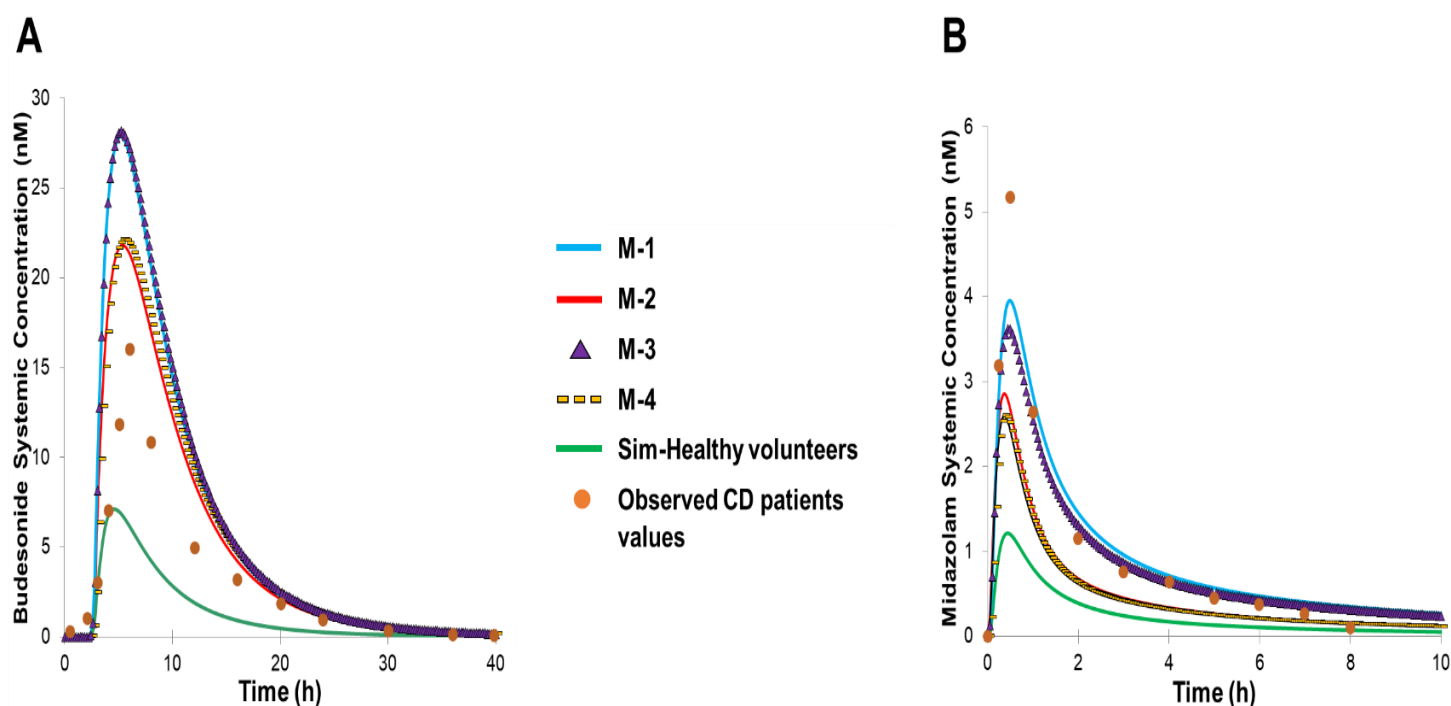 A
B
Budesonide Systemic Concentration (nM)
30
25
20
15
10
5
0
0 10 20 30 40
Time (h)
M-1
M-2
M-3
M-4
Sim-Healthy volunteers
Observed CD patients
values
Midazolam Systemic Concentration (nM)
6
5
4
3
2
1
0
0 2 4 6 8 10
Time (h)